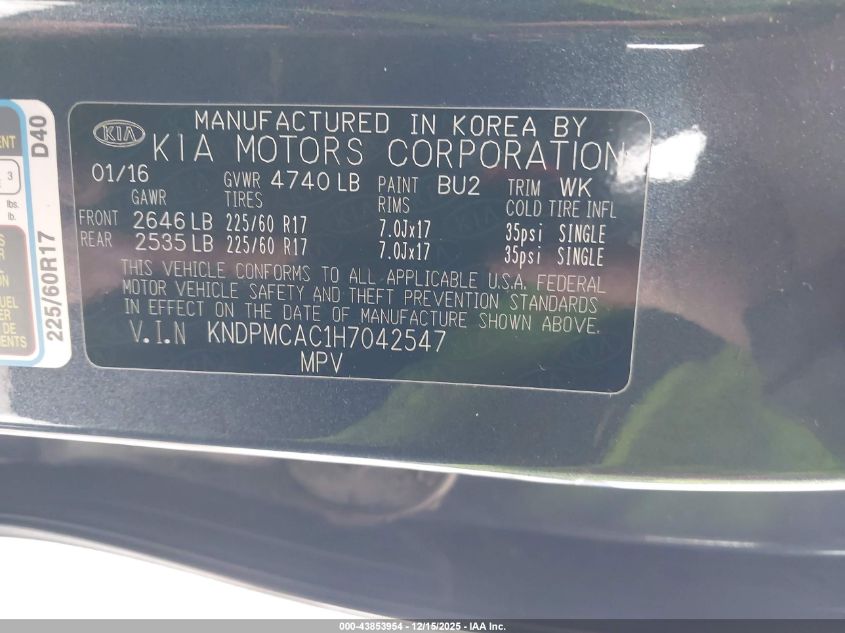 MANUFACTURED IN KOREA BY
KIA
KIA MOTORS CORPORATION
01/16 GVWR 4740 LB PAINT BU2 TRIM WK
GAWR TIRES RIMS COLD TIRE INFL
FRONT 2646 LB 225/60 R17 7.0Jx17 35psi SINGLE
REAR 2535 LB 225/60 R17 7.0Jx17 35psi SINGLE
THIS VEHICLE CONFORMS TO ALL APPLICABLE U.S.A. FEDERAL
MOTOR VEHICLE SAFETY AND THEFT PREVENTION STANDARDS
IN EFFECT ON THE DATE OF MANUFACTURE SHOWN ABOVE.
V.I.N KNDPMCAC1H7042547
MPV
D40
225/60R17
3
lbs.
lb.
000-43853954 - 12/15/2025 - IAA Inc.